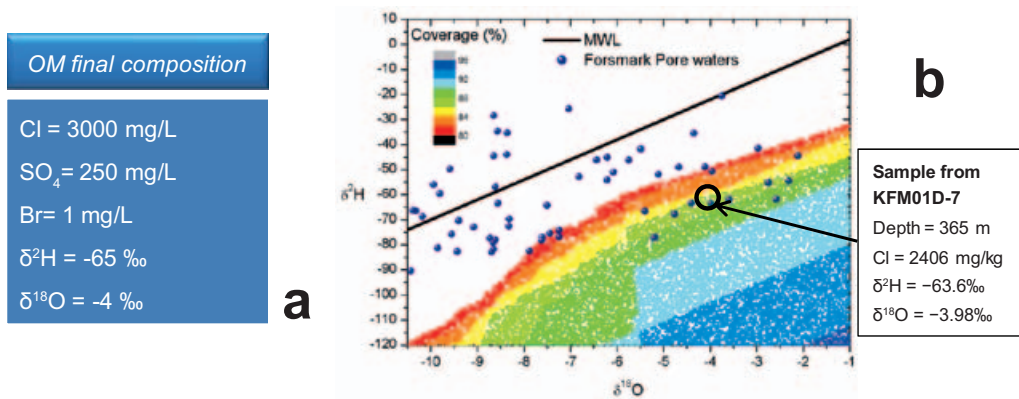 OM final composition
Cl = 3000 mg/L
SO₄= 250 mg/L
Br= 1 mg/L
δ²H = -65 ‰
δ¹⁸O = -4 ‰
a
Coverage (%)
96
92
88
84
80
MWL
Forsmark Pore waters
10
0
-10
-20
-30
-40
-50
-60
-70
-80
-90
-100
-110
-120
δ²H
-10
-9
-8
-7
-6
-5
-4
-3
-2
-1
δ¹⁸O
b
Sample from
KFM01D-7
Depth = 365 m
Cl = 2406 mg/kg
δ²H = −63.6‰
δ¹⁸O = −3.98‰